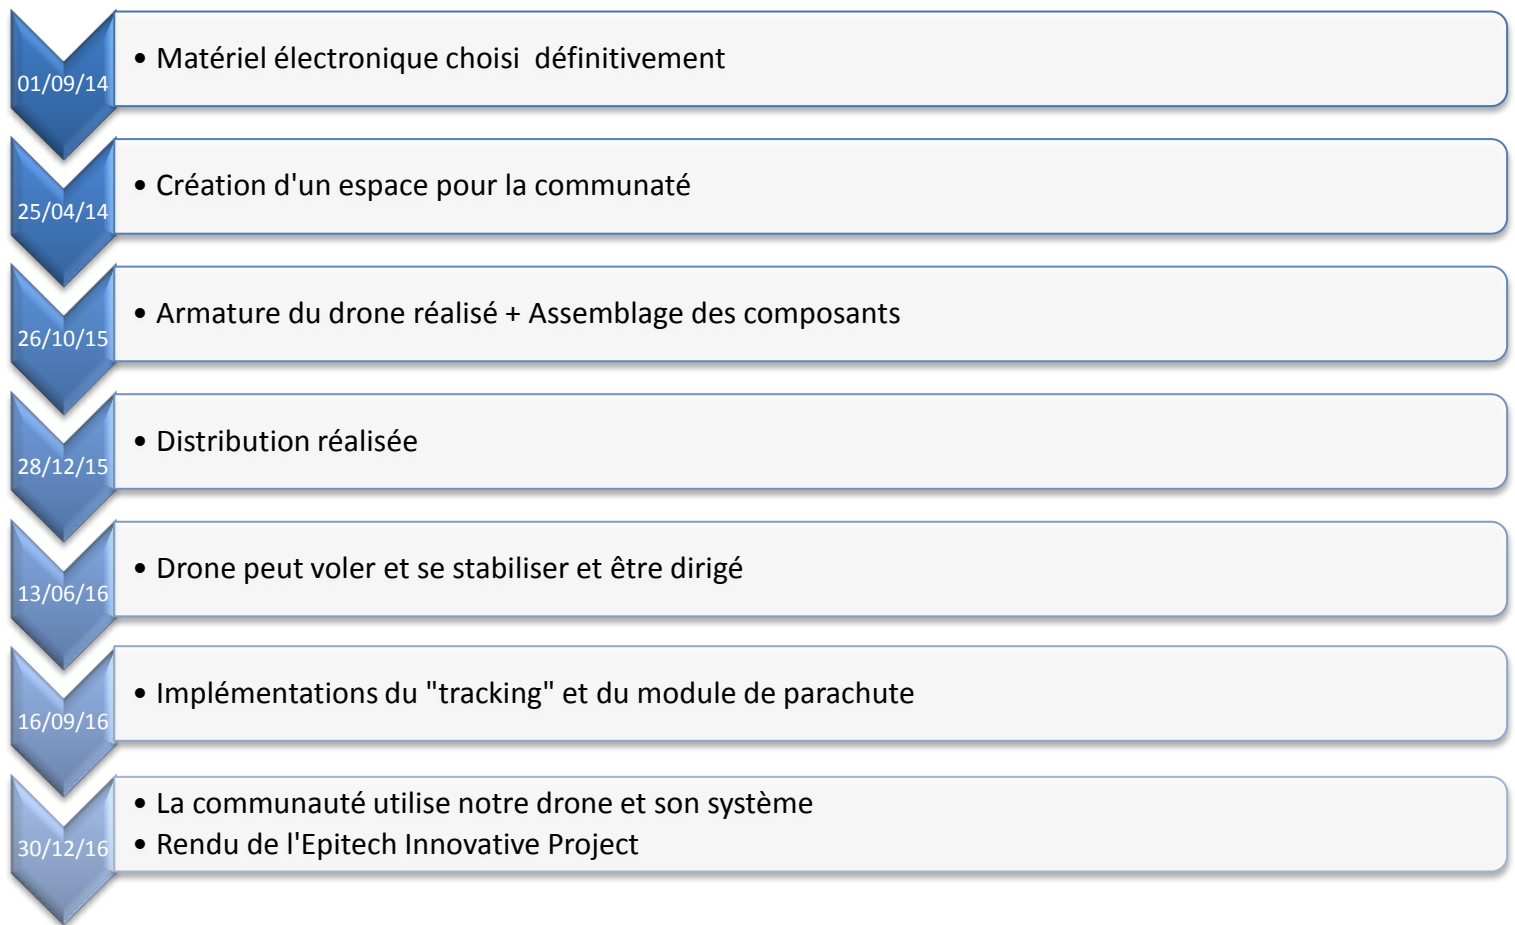 01/09/14
• Matériel électronique choisi  définitivement
25/04/14
• Création d'un espace pour la communaté
26/10/15
• Armature du drone réalisé + Assemblage des composants
28/12/15
• Distribution réalisée
13/06/16
• Drone peut voler et se stabiliser et être dirigé
16/09/16
• Implémentations du "tracking" et du module de parachute
30/12/16
• La communauté utilise notre drone et son système
• Rendu de l'Epitech Innovative Project